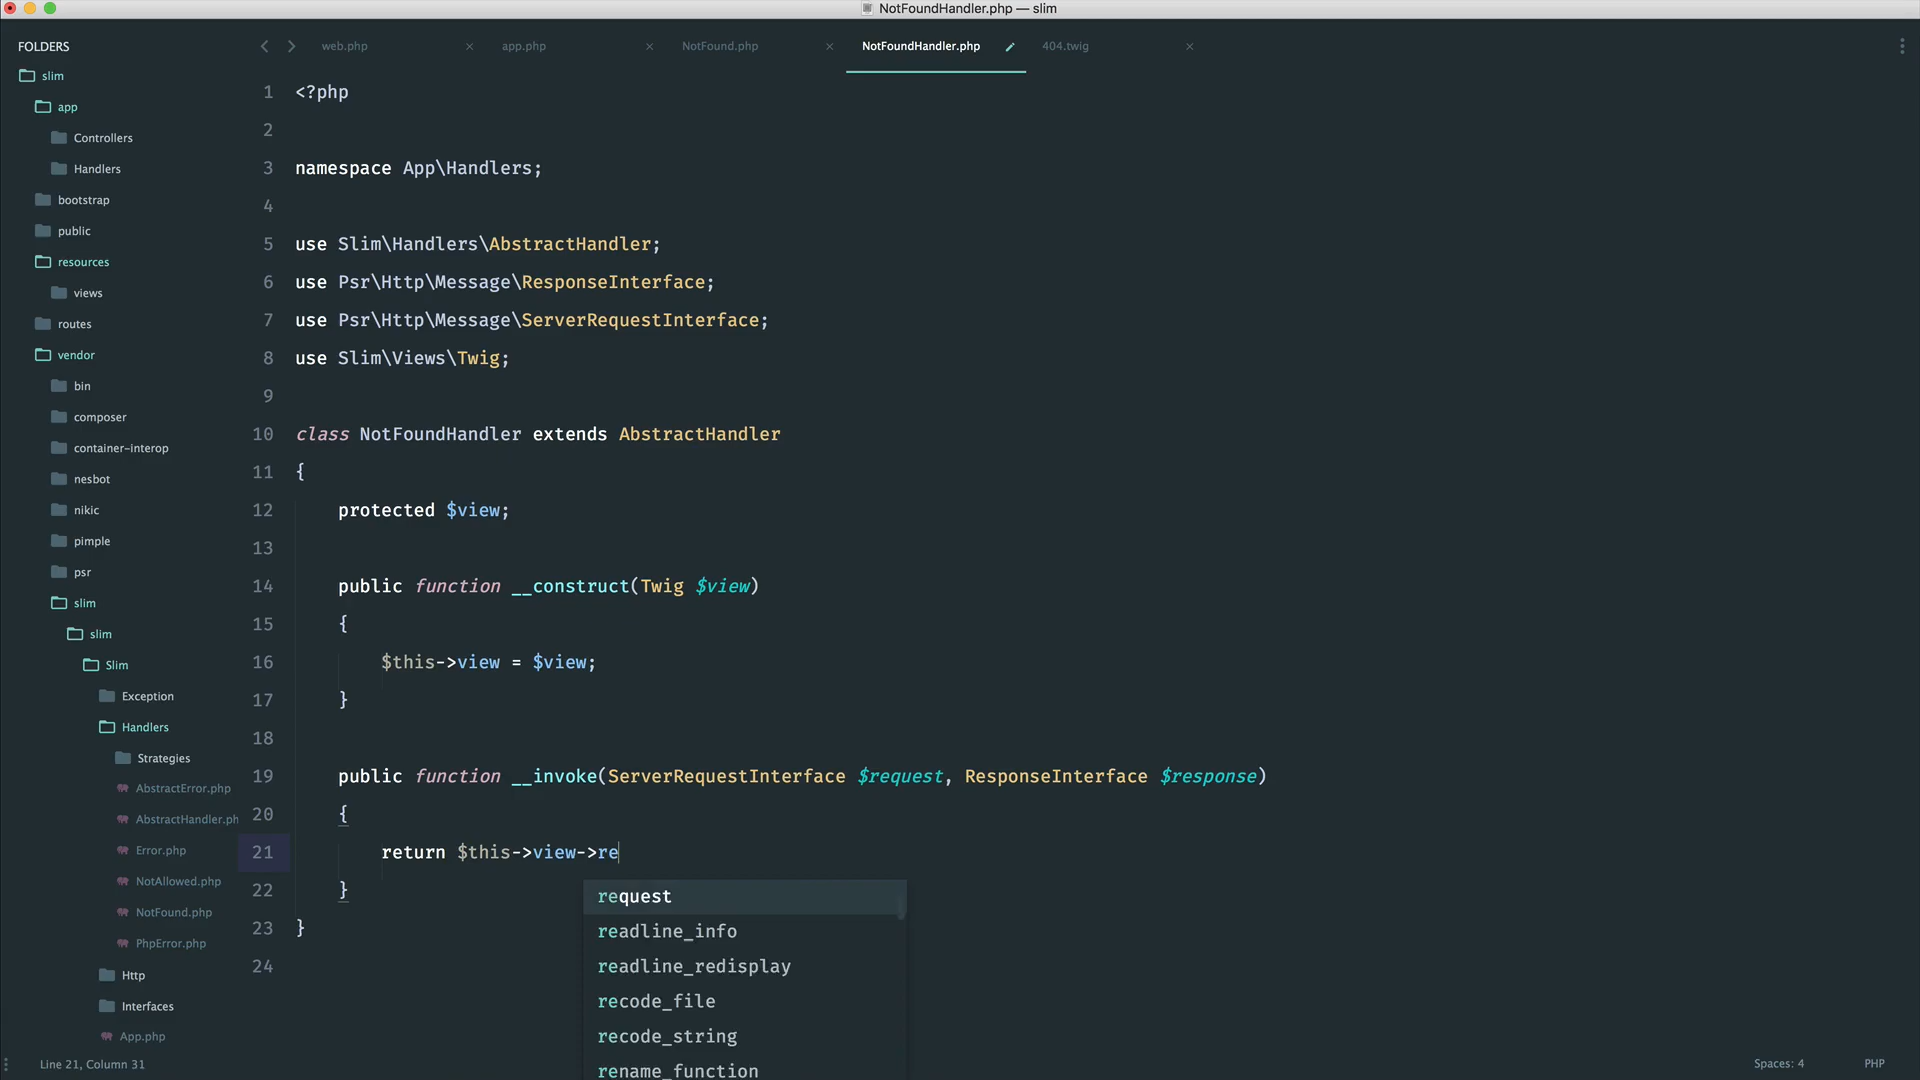 NotFoundHandler.php — slim
FOLDERS
slim
app
Controllers
Handlers
bootstrap
public
resources
views
routes
vendor
bin
composer
container-interop
nesbot
nikic
pimple
psr
slim
slim
Slim
Exception
Handlers
Strategies
AbstractError.php
AbstractHandler.ph
Error.php
NotAllowed.php
NotFound.php
PhpError.php
Http
Interfaces
App.php
web.php × app.php × NotFound.php × NotFoundHandler.php 404.twig ×
1 <?php
2
3 namespace App\Handlers;
4
5 use Slim\Handlers\AbstractHandler;
6 use Psr\Http\Message\ResponseInterface;
7 use Psr\Http\Message\ServerRequestInterface;
8 use Slim\Views\Twig;
9
10 class NotFoundHandler extends AbstractHandler
11 {
12 protected $view;
13
14 public function __construct(Twig $view)
15 {
16 $this->view = $view;
17 }
18
19 public function __invoke(ServerRequestInterface $request, ResponseInterface $response)
20 {
21 return $this->view->re
22 }
23 }
24
request
readline_info
readline_redisplay
recode_file
recode_string
rename_function
Line 21, Column 31
Spaces: 4
PHP